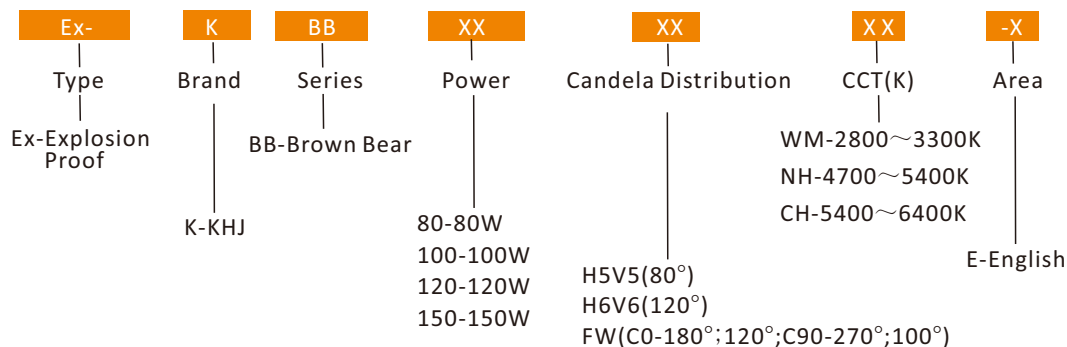 Ex- K BB XX XX XX -X
Type Brand Series Power Candela Distribution CCT(K) Area
Ex-Explosion
Proof
BB-Brown Bear
WM-2800～3300K
NH-4700～5400K
CH-5400～6400K
K-KHJ
80-80W
100-100W
120-120W
150-150W
E-English
H5V5(80°)
H6V6(120°)
FW(C0-180°;120°;C90-270°;100°)